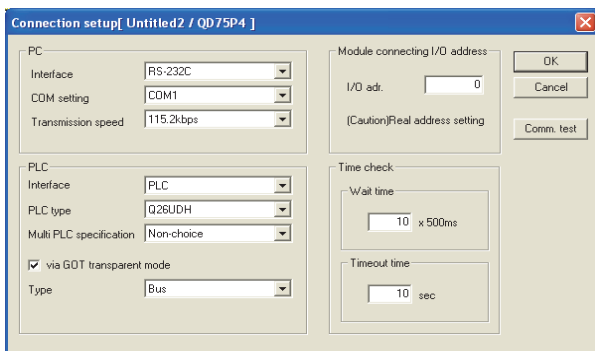 Connection setup[ Untitled2 / QD75P4 ]
PC
Interface RS-232C
COM setting COM1
Transmission speed 115.2kbps
Module connecting I/O address
I/O adr. 0
(Caution)Real address setting
OK
Cancel
Comm. test
PLC
Interface PLC
PLC type Q26UDH
Multi PLC specification Non-choice
via GOT transparent mode
Type Bus
Time check
Wait time
10 x 500ms
Timeout time
10 sec